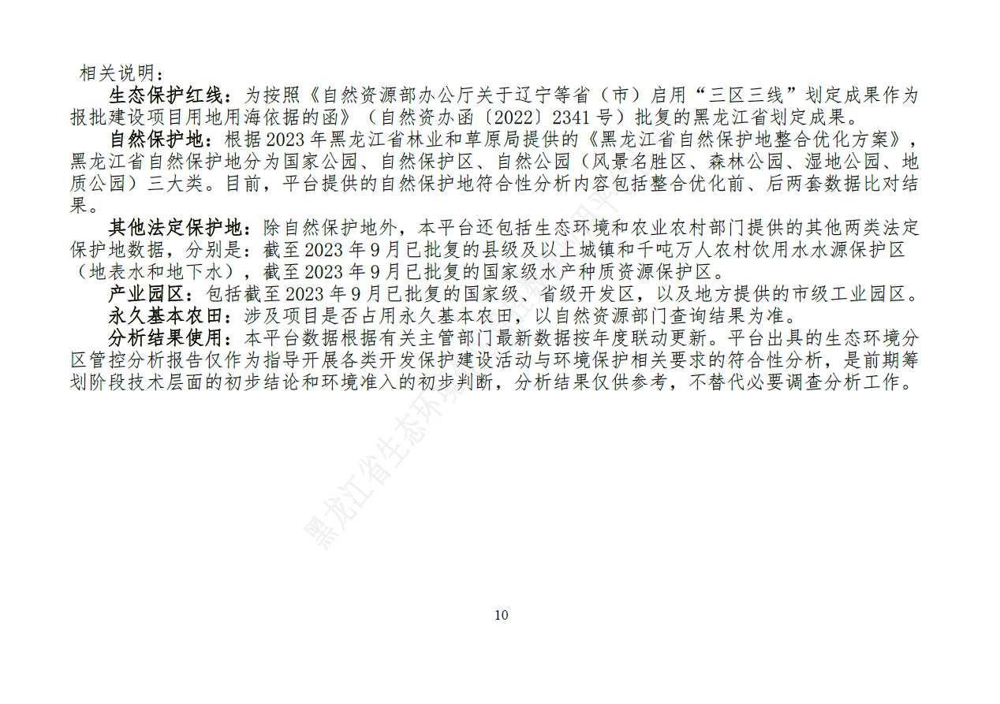 相关说明：
生态保护红线：为按照《自然资源部办公厅关于辽宁等省（市）启用“三区三线”划定成果作为
报批建设项目用地用海依据的函》（自然资办函〔2022〕2341 号）批复的黑龙江省划定成果。
自然保护地：根据 2023 年黑龙江省林业和草原局提供的《黑龙江省自然保护地整合优化方案》，
黑龙江省自然保护地分为国家公园、自然保护区、自然公园（风景名胜区、森林公园、湿地公园、地
质公园）三大类。目前，平台提供的自然保护地符合性分析内容包括整合优化前、后两套数据比对结
果。
其他法定保护地：除自然保护地外，本平台还包括生态环境和农业农村部门提供的其他两类法定
保护地数据，分别是：截至 2023 年 9 月已批复的县级及以上城镇和千吨万人农村饮用水水源保护区
（地表水和地下水），截至 2023 年 9 月已批复的国家级水产种质资源保护区。
产业园区：包括截至 2023 年 9 月已批复的国家级、省级开发区，以及地方提供的市级工业园区。
永久基本农田：涉及项目是否占用永久基本农田，以自然资源部门查询结果为准。
分析结果使用：本平台数据根据有关主管部门最新数据按年度联动更新。平台出具的生态环境分
区管控分析报告仅作为指导开展各类开发保护建设活动与环境保护相关要求的符合性分析，是前期筹
划阶段技术层面的初步结论和环境准入的初步判断，分析结果仅供参考，不替代必要调查分析工作。
黑龙江省生态环境
10